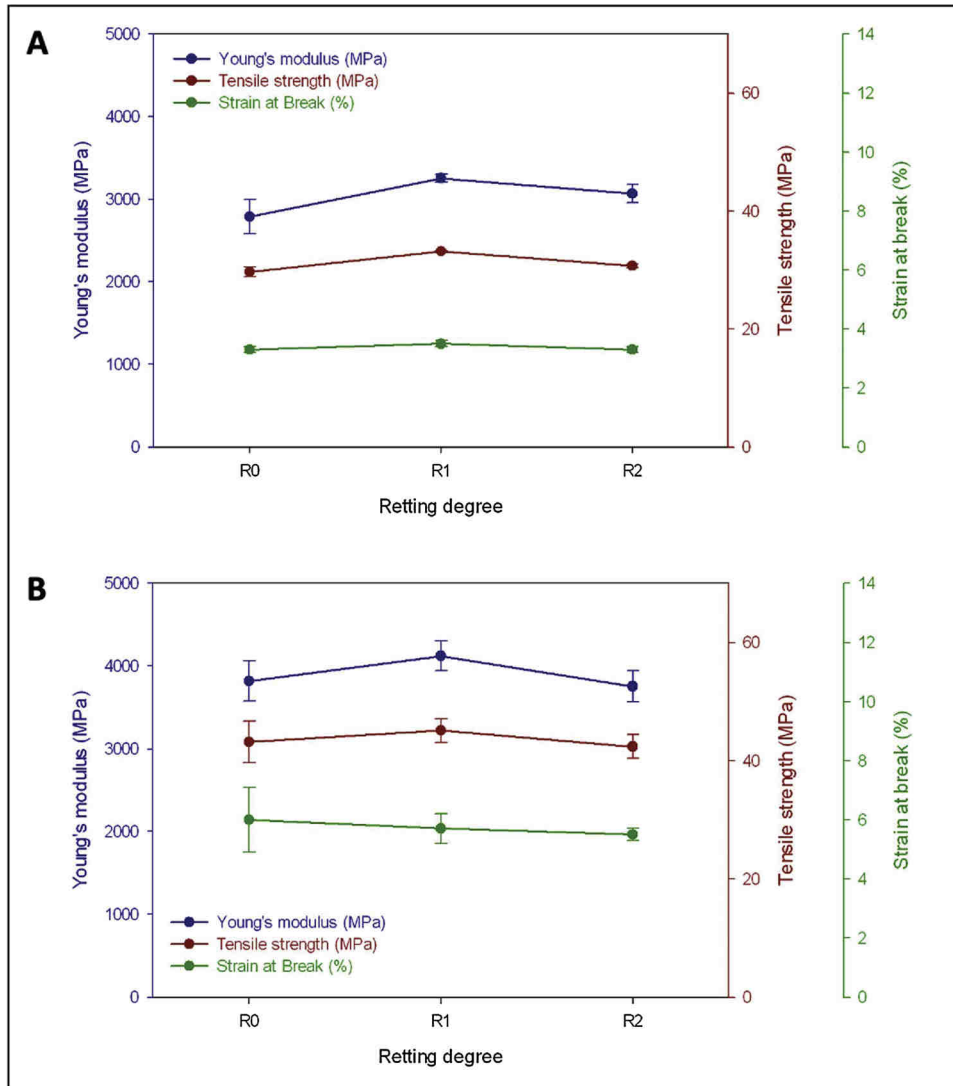 A
Young's modulus (MPa)
Tensile strength (MPa)
Strain at Break (%)
5000
4000
3000
2000
1000
0
Young's modulus (MPa)
60
40
20
0
Tensile strength (MPa)
14
12
10
8
6
4
2
0
Strain at break (%)
R0 R1 R2
Retting degree
B
5000
4000
3000
2000
1000
0
Young's modulus (MPa)
Young's modulus (MPa)
Tensile strength (MPa)
Strain at Break (%)
60
40
20
0
Tensile strength (MPa)
14
12
10
8
6
4
2
0
Strain at break (%)
R0 R1 R2
Retting degree